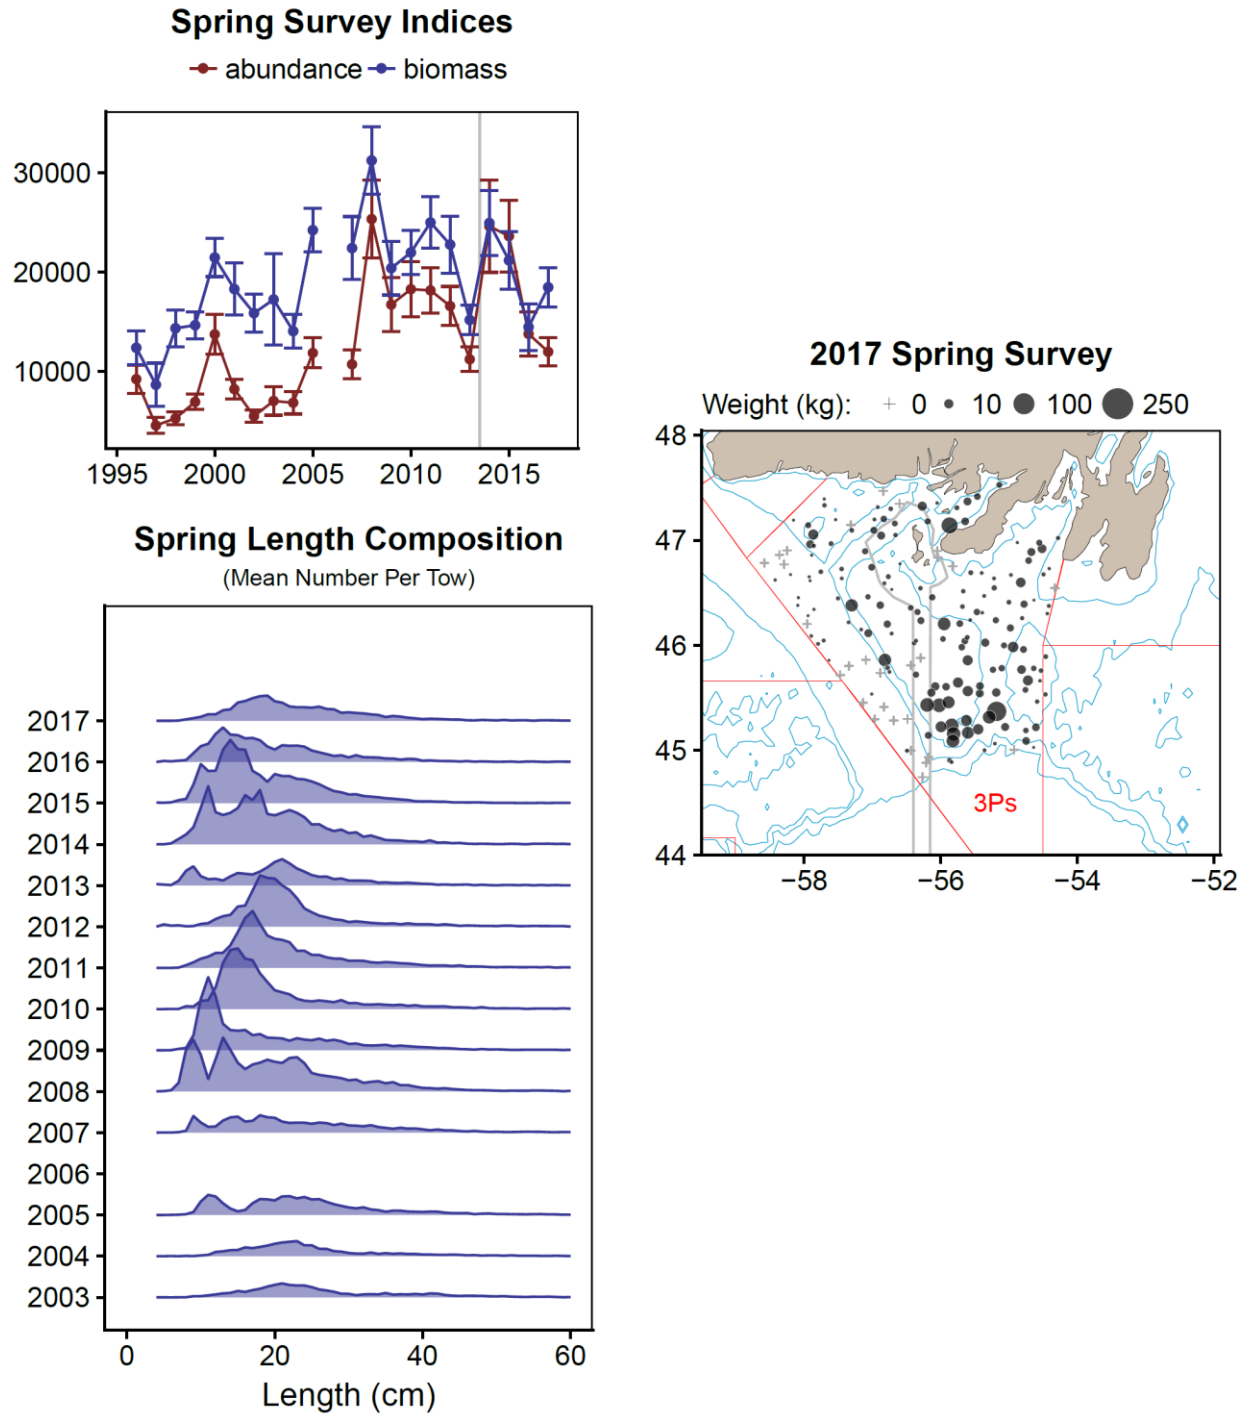 Spring Survey Indices
abundance biomass
30000
20000
10000
1995 2000 2005 2010 2015
Spring Length Composition
(Mean Number Per Tow)
2017
2016
2015
2014
2013
2012
2011
2010
2009
2008
2007
2006
2005
2004
2003
0 20 40 60
Length (cm)
2017 Spring Survey
Weight (kg): 0 10 100 250
48
47
46
45
44
3Ps
−58 −56 −54 −52